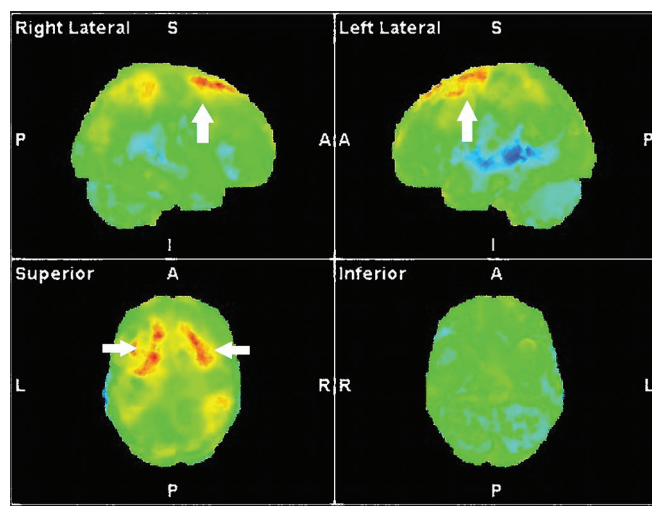 Right Lateral S
P A
I
Left Lateral S
A P
I
Superior A
L R
P
Inferior A
R L
P